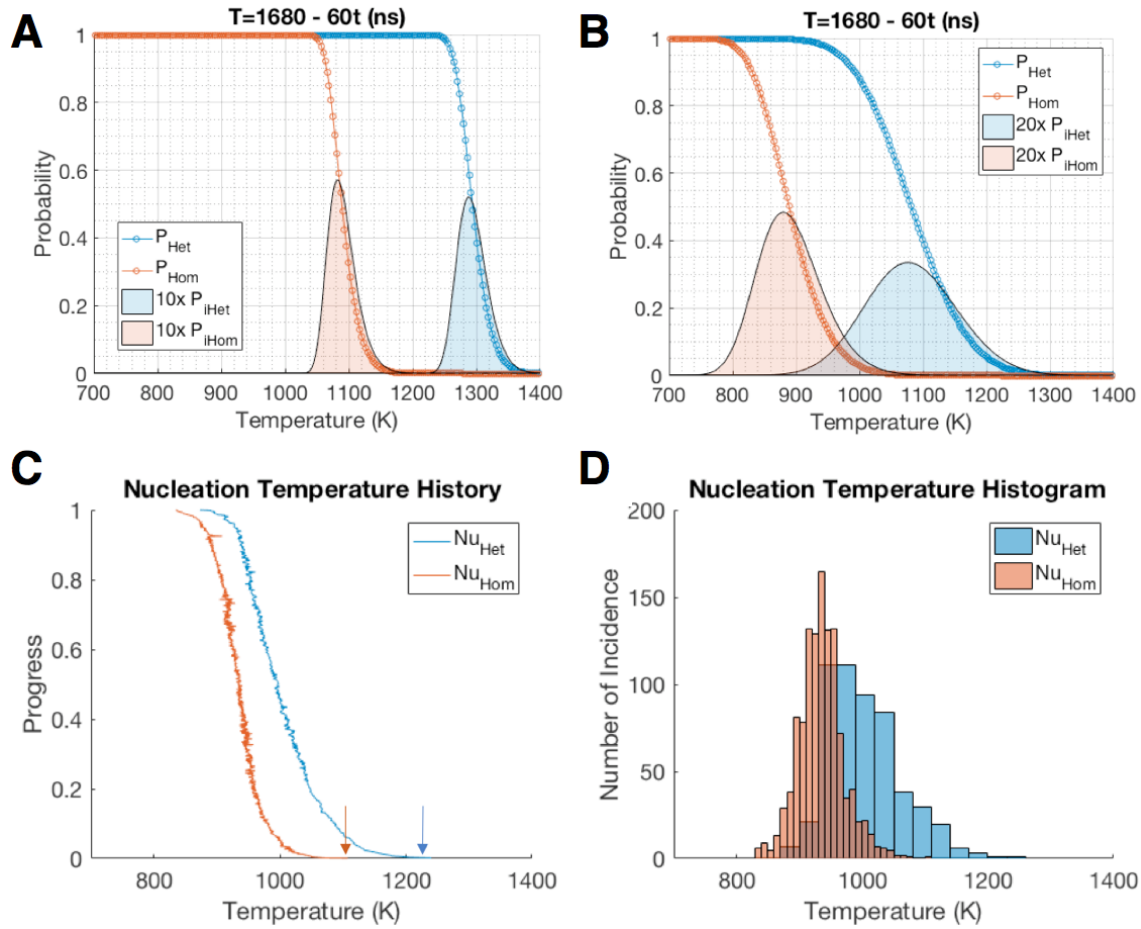 A
T=1680 - 60t (ns)
1
0.8
0.6
0.4
0.2
0
Probability
P_Het
P_Hom
10x P_iHet
10x P_iHom
700 800 900 1000 1100 1200 1300 1400
Temperature (K)
B
T=1680 - 60t (ns)
1
0.8
0.6
0.4
0.2
0
Probability
P_Het
P_Hom
20x P_iHet
20x P_iHom
700 800 900 1000 1100 1200 1300 1400
Temperature (K)
C
Nucleation Temperature History
1
0.8
0.6
0.4
0.2
0
Progress
Nu_Het
Nu_Hom
800 1000 1200 1400
Temperature (K)
D
Nucleation Temperature Histogram
200
150
100
50
0
Number of Incidence
Nu_Het
Nu_Hom
800 1000 1200 1400
Temperature (K)